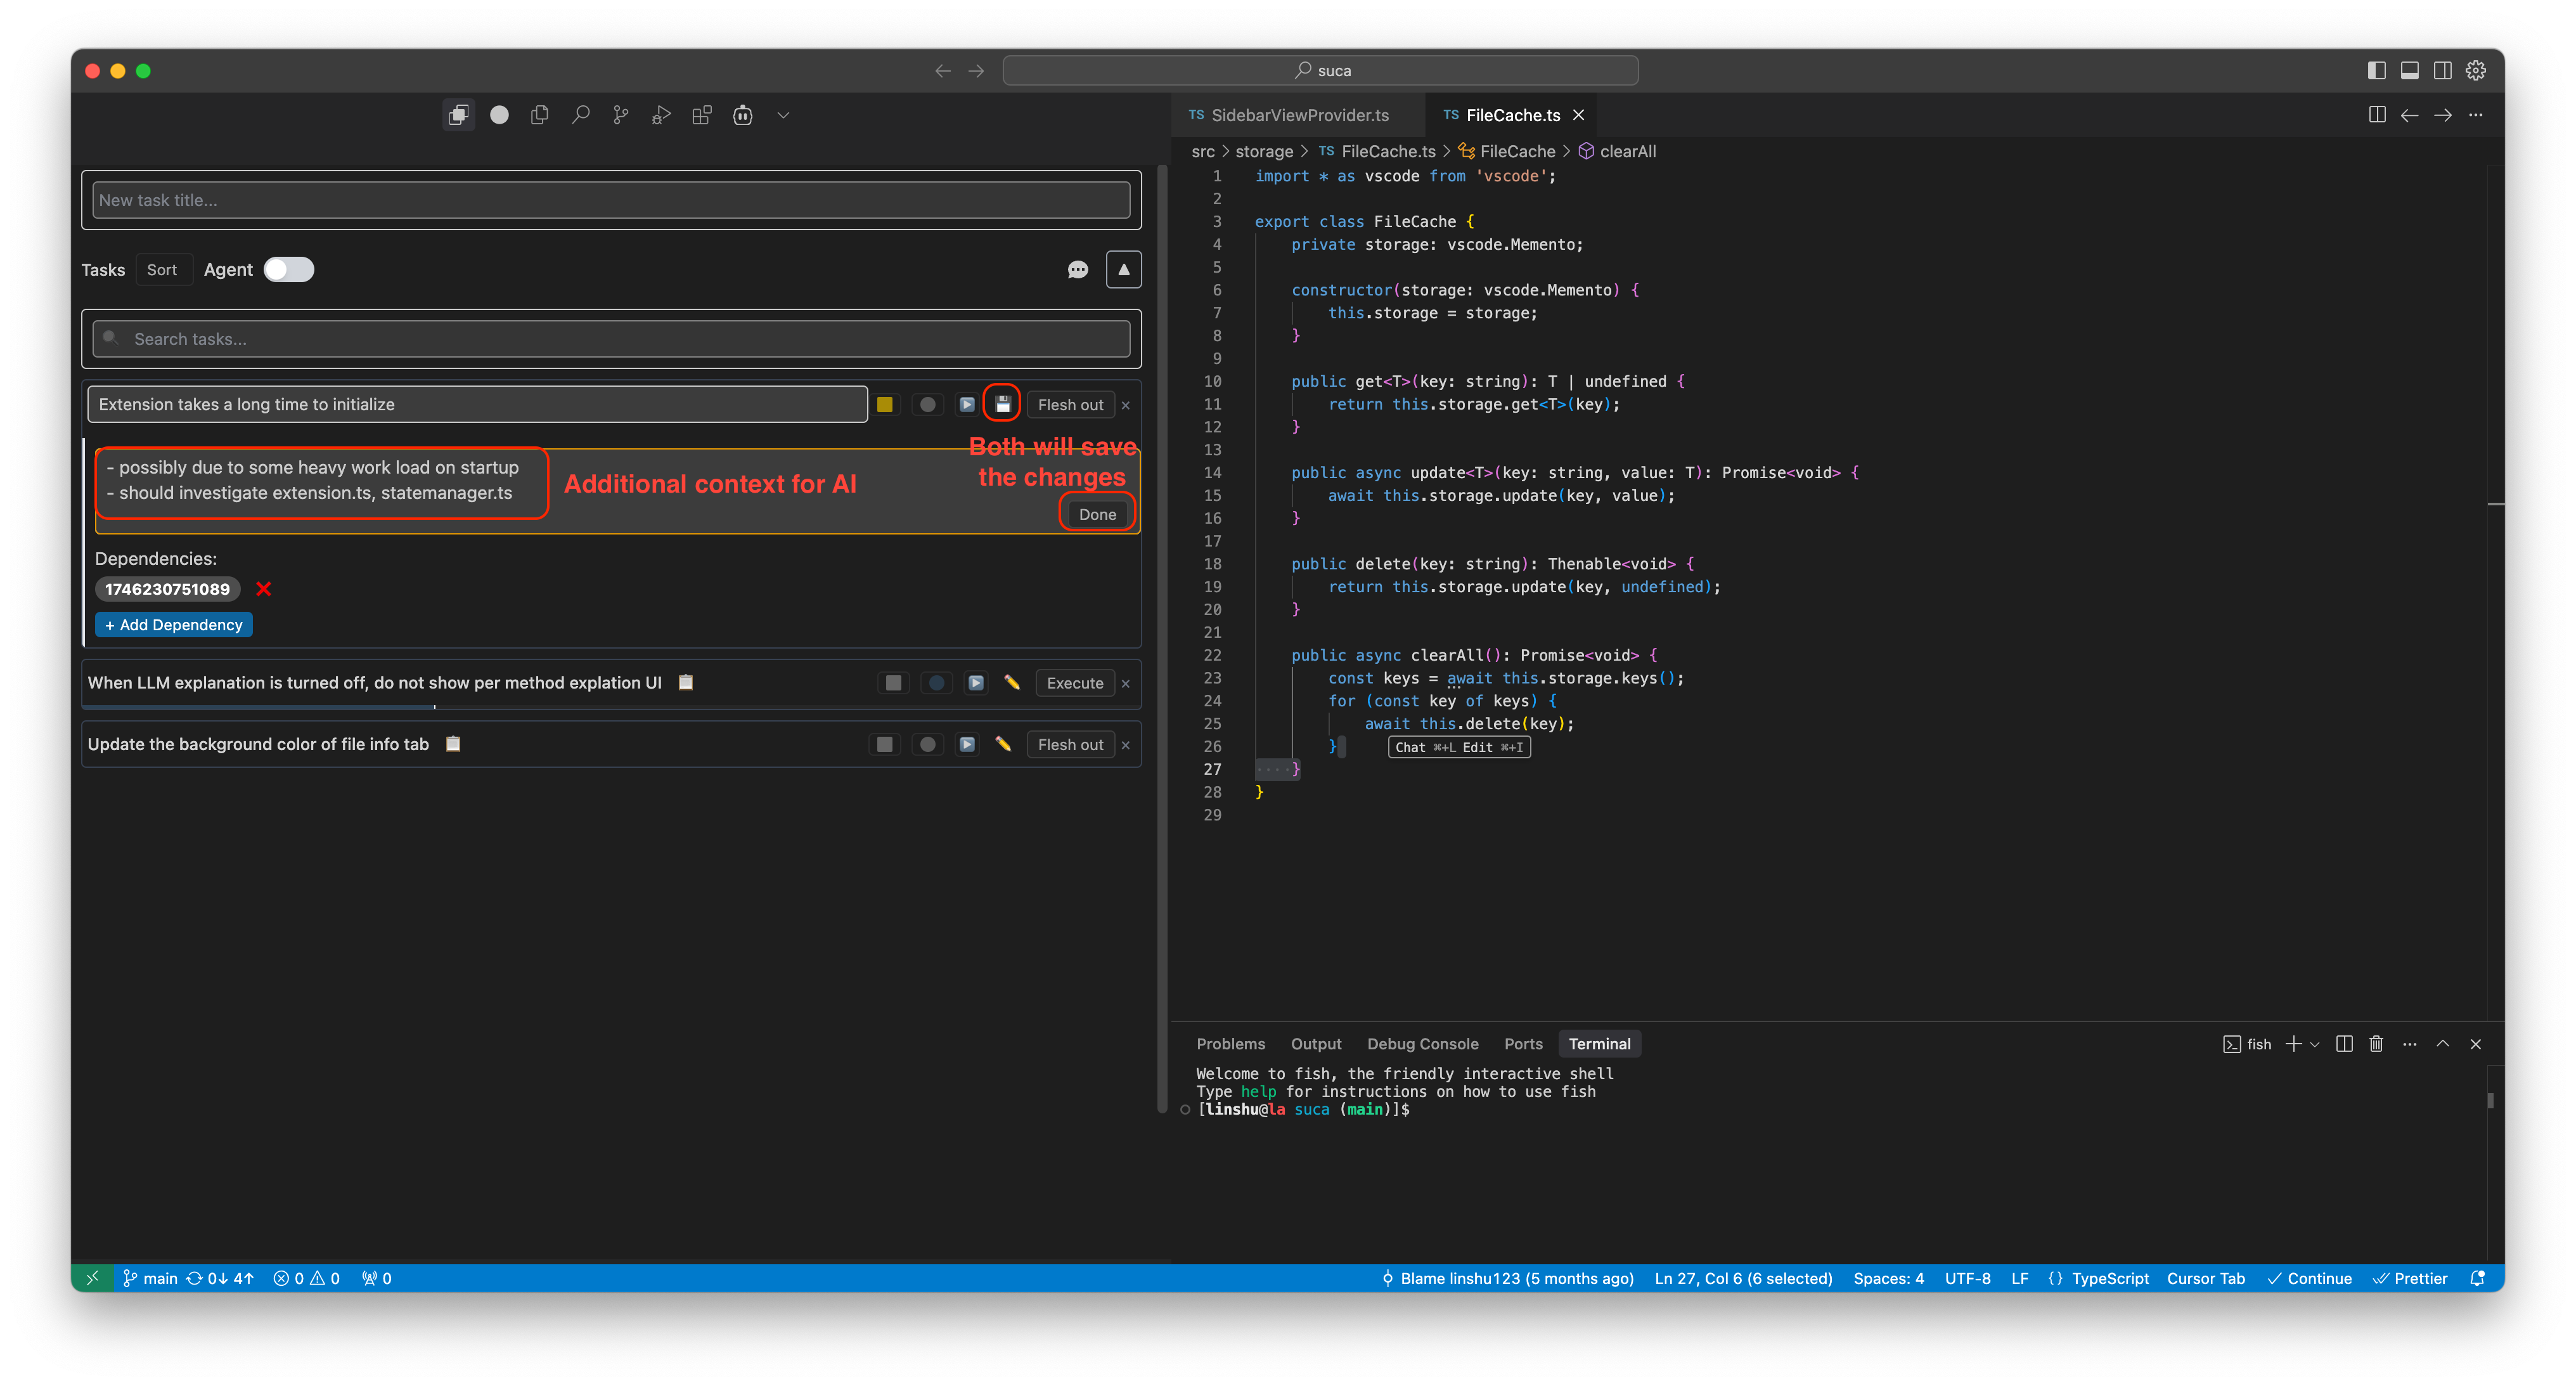 suca
SidebarViewProvider.ts
TS FileCache.ts
src > storage > TS FileCache.ts > FileCache > clearAll
New task title...
Tasks Sort Agent
Search tasks...
Extension takes a long time to initialize Flesh out ×
- possibly due to some heavy work load on startup
- should investigate extension.ts, statemanager.ts
Additional context for AI
Both will save
the changes
Done
Dependencies:
1746230751089
+ Add Dependency
When LLM explanation is turned off, do not show per method explation UI Execute ×
Update the background color of file info tab Flesh out ×
1 import * as vscode from 'vscode';
2
3 export class FileCache {
4 private storage: vscode.Memento;
5
6 constructor(storage: vscode.Memento) {
7 this.storage = storage;
8 }
9
10 public get<T>(key: string): T | undefined {
11 return this.storage.get<T>(key);
12 }
13
14 public async update<T>(key: string, value: T): Promise<void> {
15 await this.storage.update(key, value);
16 }
17
18 public delete(key: string): Thenable<void> {
19 return this.storage.update(key, undefined);
20 }
21
22 public async clearAll(): Promise<void> {
23 const keys = await this.storage.keys();
24 for (const key of keys) {
25 await this.delete(key);
26 } Chat ⌘+L Edit ⌘+I
27 }
28 }
29
Problems Output Debug Console Ports Terminal fish
Welcome to fish, the friendly interactive shell
Type help for instructions on how to use fish
[linshu@la suca (main)]$
main 0↓ 4↑ 0 0 0 Blame linshu123 (5 months ago) Ln 27, Col 6 (6 selected) Spaces: 4 UTF-8 LF {} TypeScript Cursor Tab Continue Prettier